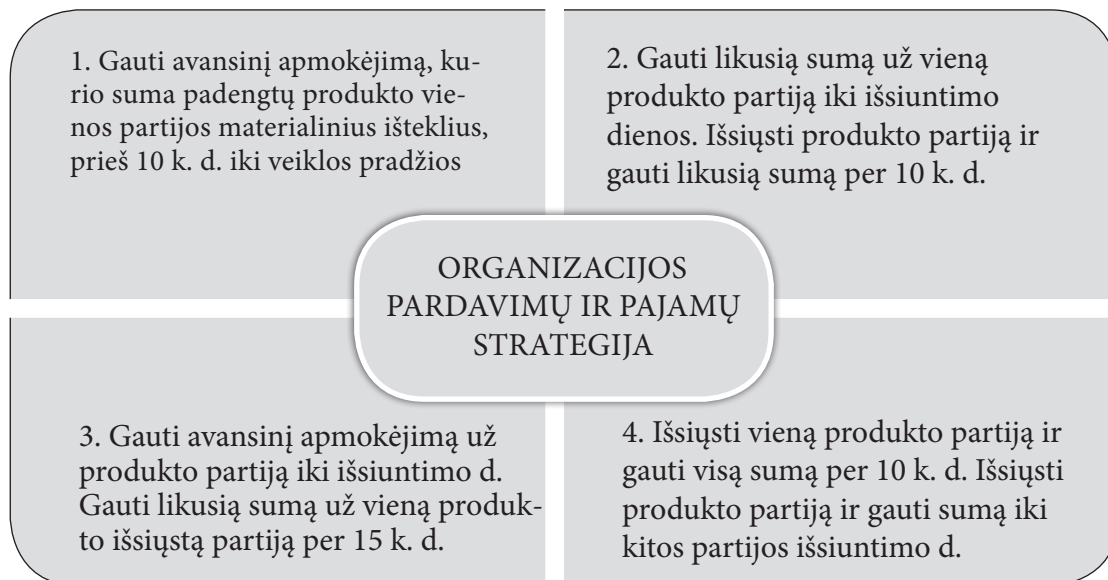 1. Gauti avansinį apmokėjimą, ku-
rio suma padengtų produkto vie-
nos partijos materialinius išteklius,
prieš 10 k. d. iki veiklos pradžios
2. Gauti likusią sumą už vieną
produkto partiją iki išsiuntimo
dienos. Išsiųsti produkto partiją ir
gauti likusią sumą per 10 k. d.
ORGANIZACIJOS
PARDAVIMŲ IR PAJAMŲ
STRATEGIJA
3. Gauti avansinį apmokėjimą už
produkto partiją iki išsiuntimo d.
Gauti likusią sumą už vieną produk-
to išsiųstą partiją per 15 k. d.
4. Išsiųsti vieną produkto partiją ir
gauti visą sumą per 10 k. d. Išsiųsti
produkto partiją ir gauti sumą iki
kitos partijos išsiuntimo d.